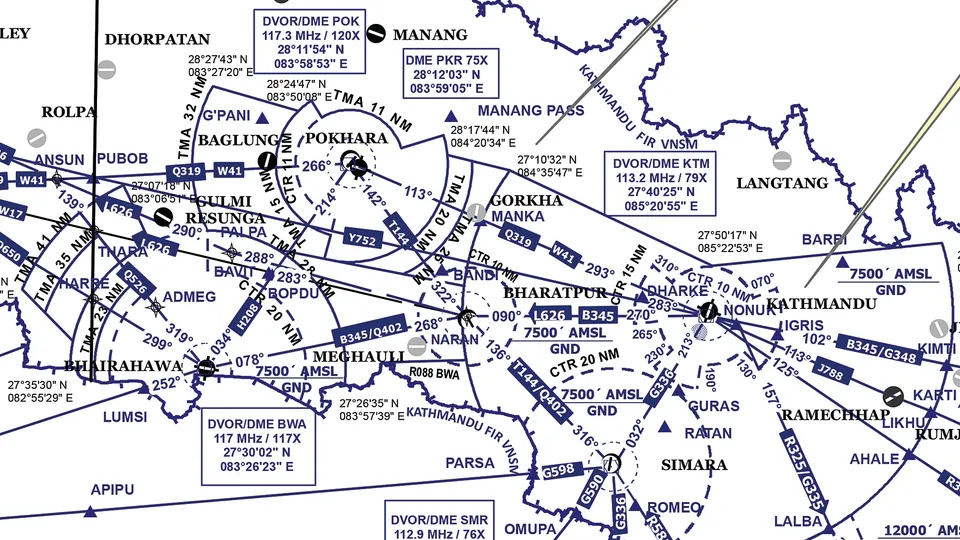 LEY
DHORPATAN
ROLPA
28°27'43" N
083°27'20" E
DVOR/DME POK
117.3 MHz / 120X
28°11'54" N
083°58'53" E
MANANG
DME PKR 75X
28°12'03" N
083°59'05" E
28°24'47" N
083°50'08" E
TMA 32 NM
TMA 11 NM
G'PANI
MANANG PASS
KATHMANDU FIR VNSM
28°17'44" N
084°20'34" E
BAGLUNG
POKHARA
CTR 11 NM
TMA 15 NM
266°
214°
142°
113°
ANSUN
PUBOB
W41
Q319
W41
139°
27°07'18" N
083°06'51"
27°10'32" N
084°35'47" E
DVOR/DME KTM
113.2 MHz / 79X
27°40'25" N
085°20'55" E
LANGTANG
GULMI
RESUNGA
L626
L626
W17
Q650
290°
PALPA
288°
BAVIT
283°
BOPDU
Y752
T144
TMA 20 NM
TMA 25 NM
TMA 28 NM
GORKHA
MANKA
Q319
W41
293°
CTR 10 NM
CTR 15 NM
27°50'17" N
085°22'53" E
7500´ AMSL
GND
TMA 41 NM
TMA 35 NM
TMA 23 NM
THARA
HARRE
Q526
ADMEG
319°
299°
H208
034°
CTR 20 NM
BANDI
322°
BHARATPUR
DHARKE
310°
CTR 10 NM
070°
283°
KATHMANDU
NONUK
IGRIS
090°
L626
B345
270°
265°
7500´ AMSL
GND
B345/Q402
268°
NARAN
MEGHAULI
136°
CTR 20 NM
230°
213°
190°
130°
102°
113°
125°
B345/G348
J788
KIMTI
BHAIRAHAWA
252°
078°
7500´ AMSL
GND
R088 BWA
27°35'30" N
082°55'29" E
27°26'35" N
083°57'39" E
KATHMANDU FIR VNSM
T144/Q402
7500´ AMSL
GND
G336
157°
GURAS
RATAN
RAMECHHAP
KARTI
LIKHU
RUMJ
LUMSI
DVOR/DME BWA
117 MHz / 117X
27°30'02" N
083°26'23" E
316°
032°
R325/G335
AHALE
PARSA
G598
SIMARA
APIPU
G590
G336
ROMEO
OMUPA
LALBA
DVOR/DME SMR
112.9 MHz / 76X
12000´ AMS